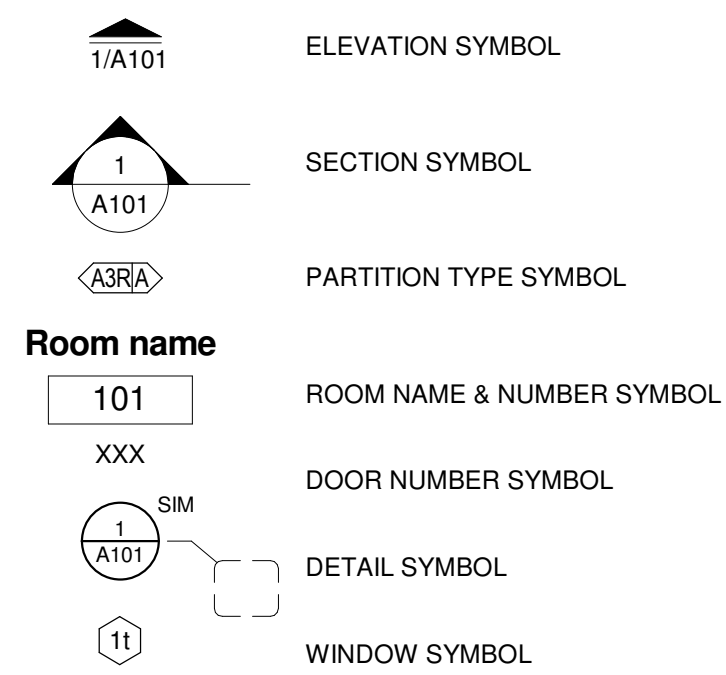 1/A101 ELEVATION SYMBOL
1
A101
SECTION SYMBOL
A3R A PARTITION TYPE SYMBOL
Room name
101 ROOM NAME & NUMBER SYMBOL
XXX
DOOR NUMBER SYMBOL
SIM
1
A101
DETAIL SYMBOL
1t WINDOW SYMBOL